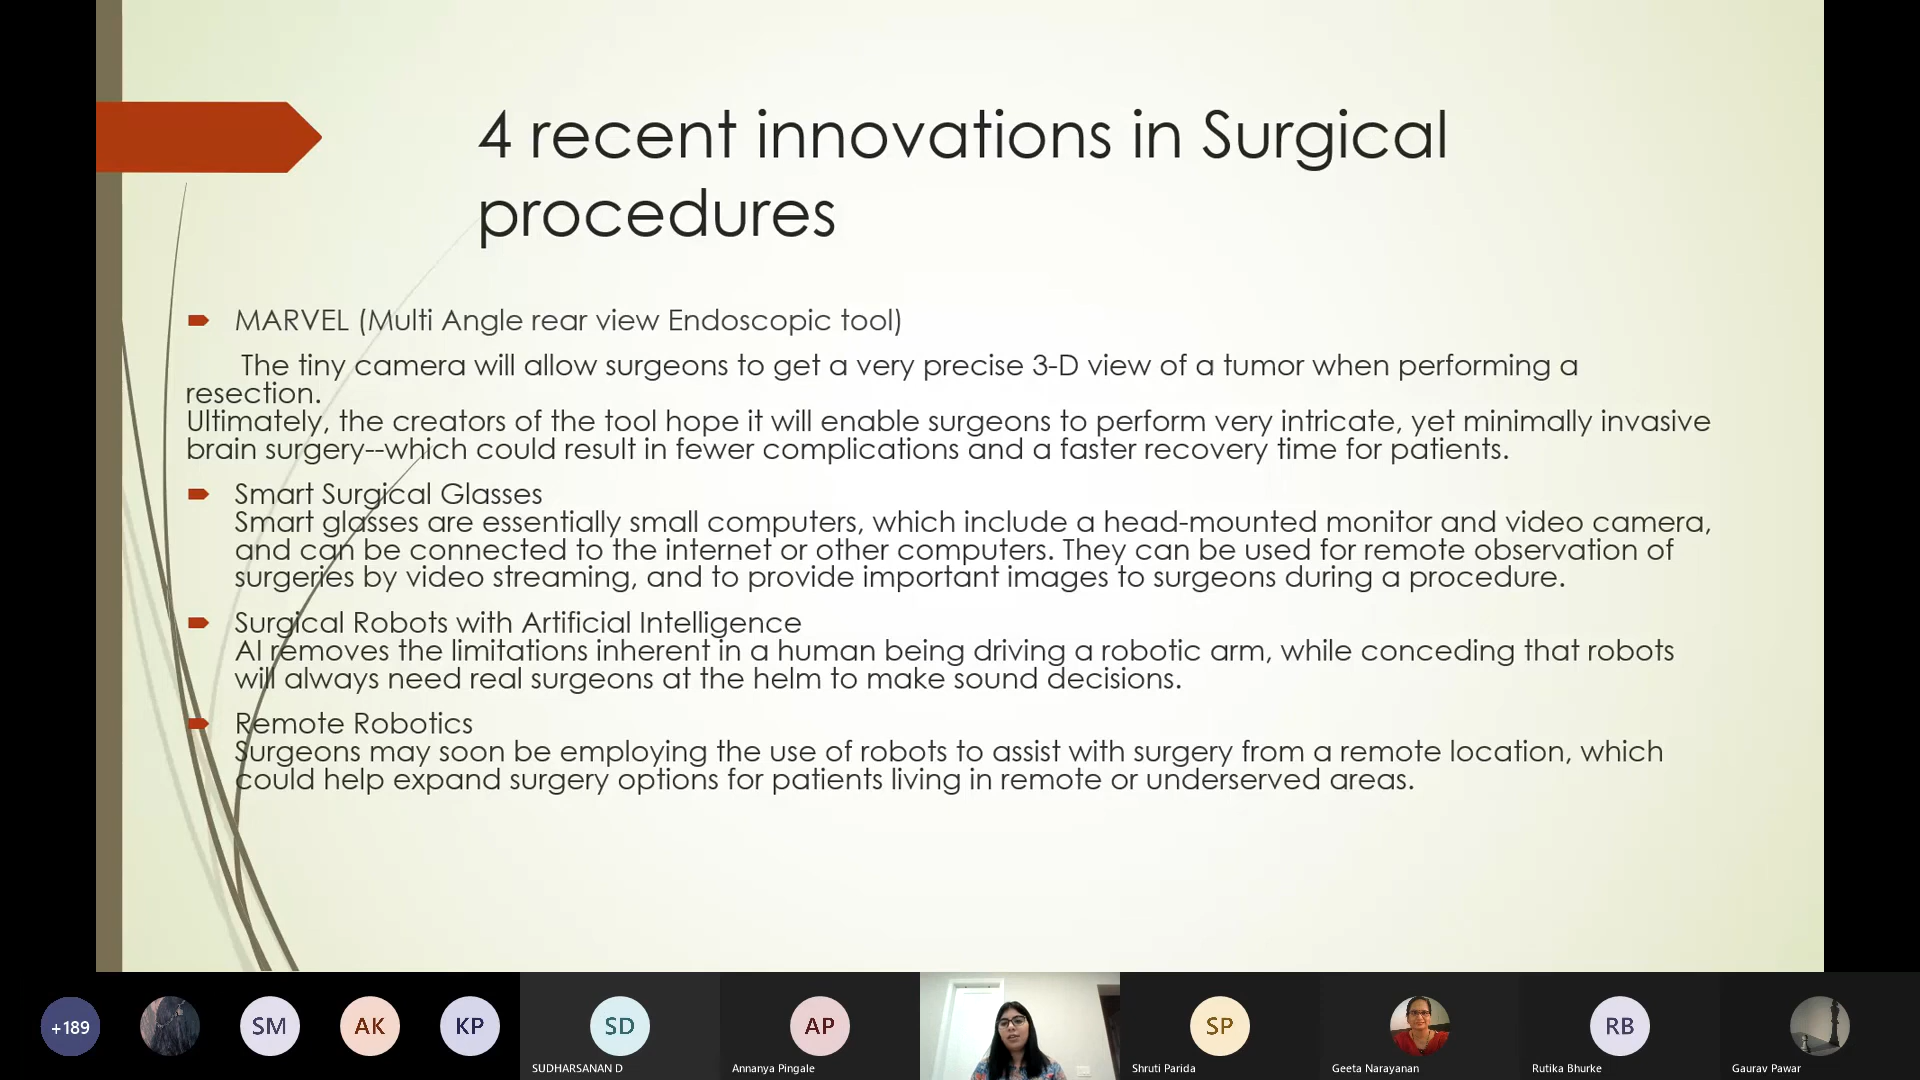 4 recent innovations in Surgical
procedures
MARVEL (Multi Angle rear view Endoscopic tool)
The tiny camera will allow surgeons to get a very precise 3-D view of a tumor when performing a
resection.
Ultimately, the creators of the tool hope it will enable surgeons to perform very intricate, yet minimally invasive
brain surgery--which could result in fewer complications and a faster recovery time for patients.
Smart Surgical Glasses
Smart glasses are essentially small computers, which include a head-mounted monitor and video camera,
and can be connected to the internet or other computers. They can be used for remote observation of
surgeries by video streaming, and to provide important images to surgeons during a procedure.
Surgical Robots with Artificial Intelligence
AI removes the limitations inherent in a human being driving a robotic arm, while conceding that robots
will always need real surgeons at the helm to make sound decisions.
Remote Robotics
Surgeons may soon be employing the use of robots to assist with surgery from a remote location, which
could help expand surgery options for patients living in remote or underserved areas.
+189
SM
AK
KP
SD
AP
SP
RB
SUDHARSANAN D
Annanya Pingale
Shruti Parida
Geeta Narayanan
Rutika Bhurke
Gaurav Pawar